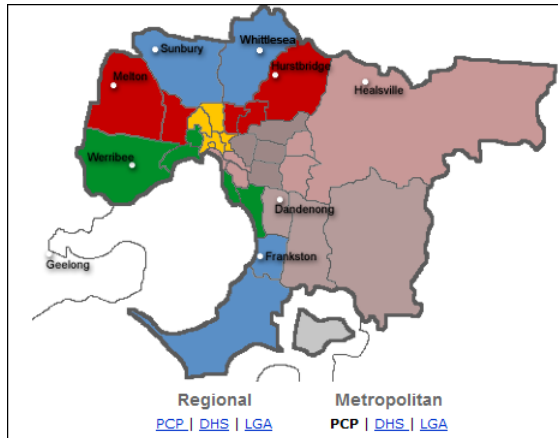 Whittlesea
Sunbury
Hurstbridge
Melton
Healsville
Werribee
Dandenong
Geelong
Frankston
Regional Metropolitan
PCP | DHS | LGA PCP | DHS | LGA